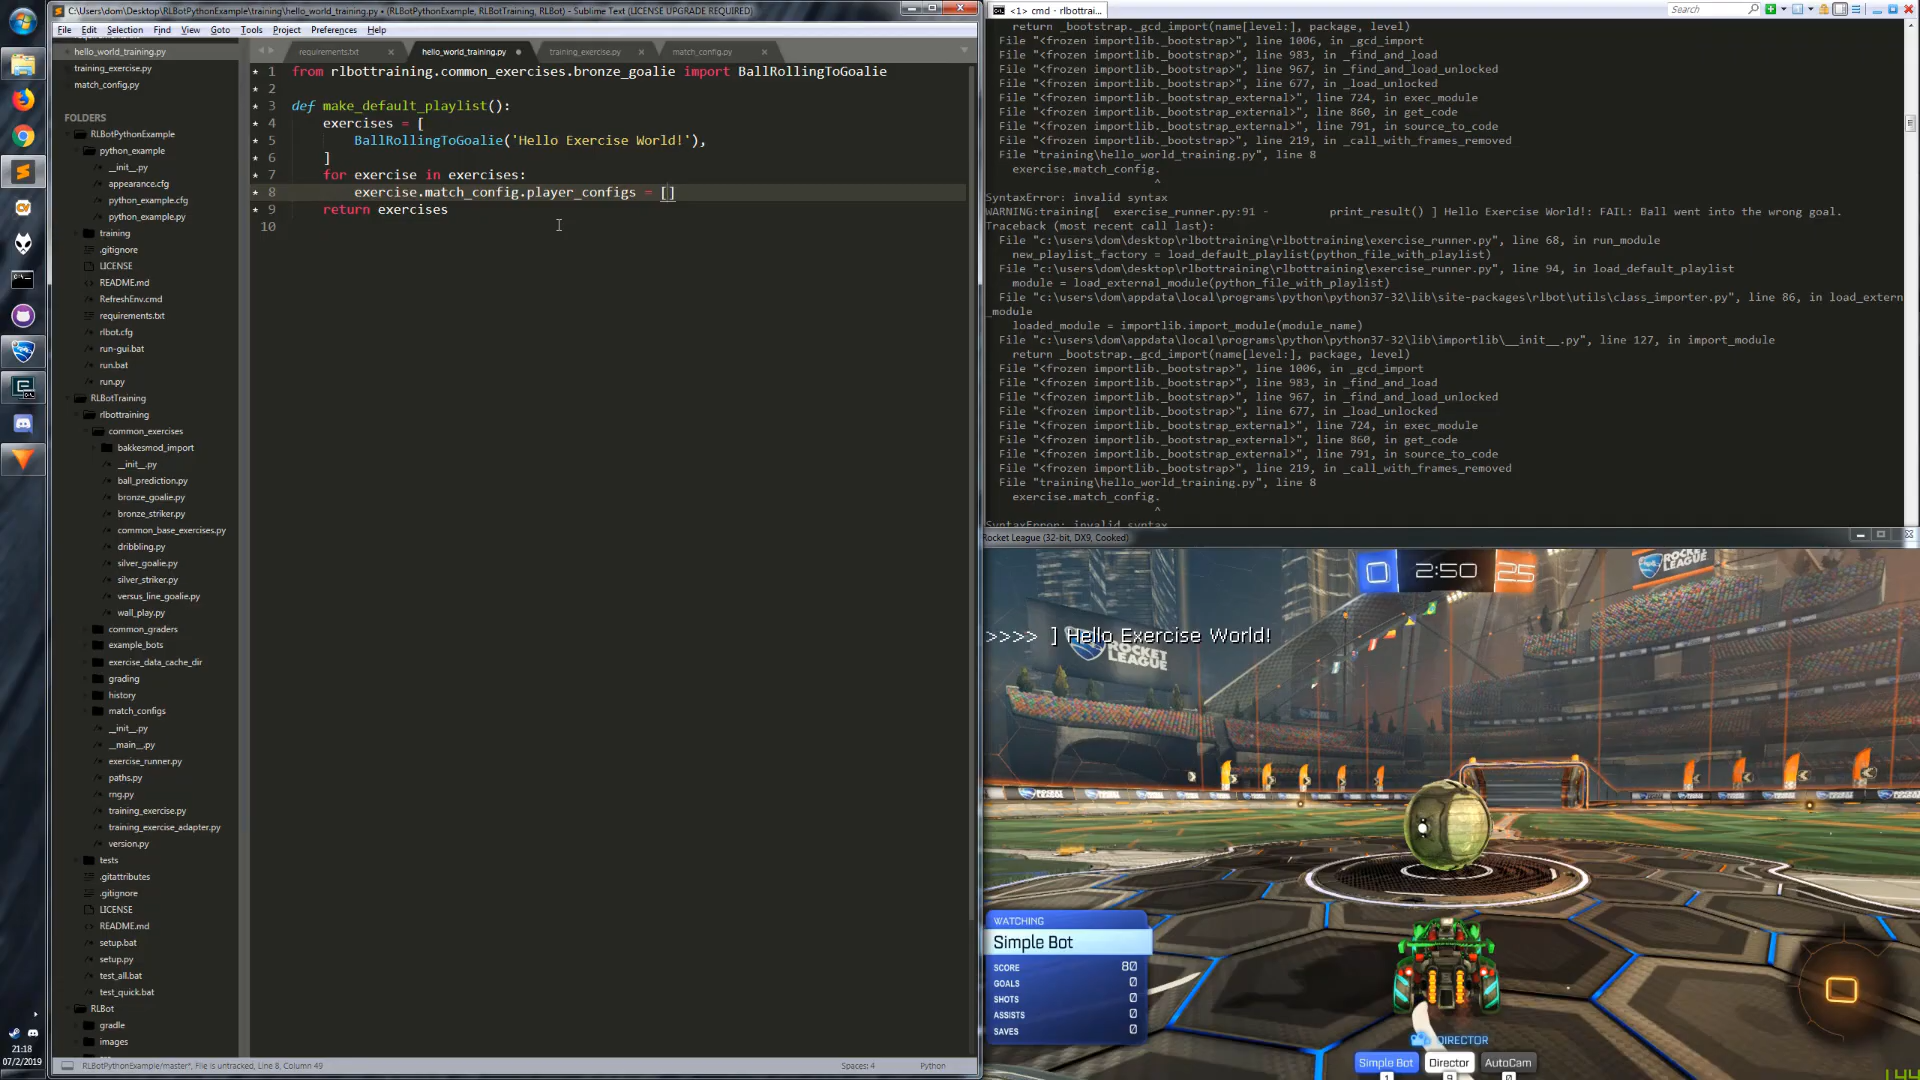 C:\Users\dom\Desktop\RLBotPythonExample\training\hello_world_training.py • (RLBotPythonExample, RLBotTraining, RLBot) - Sublime Text (LICENSE UPGRADE REQUIRED)
File Edit Selection Find View Goto Tools Project Preferences Help
hello_world_training.py
training_exercise.py
match_config.py
FOLDERS
RLBotPythonExample
python_example
__init__.py
appearance.cfg
python_example.cfg
python_example.py
training
.gitignore
LICENSE
README.md
RefreshEnv.cmd
requirements.txt
rlbot.cfg
run-gui.bat
run.bat
run.py
RLBotTraining
rlbottraining
common_exercises
bakkesmod_import
__init__.py
ball_prediction.py
bronze_goalie.py
bronze_striker.py
common_base_exercises.py
dribbling.py
silver_goalie.py
silver_striker.py
versus_line_goalie.py
wall_play.py
common_graders
example_bots
exercise_data_cache_dir
grading
history
match_configs
__init__.py
__main__.py
exercise_runner.py
paths.py
rng.py
training_exercise.py
training_exercise_adapter.py
version.py
tests
.gitattributes
.gitignore
LICENSE
README.md
setup.bat
setup.py
test_all.bat
test_quick.bat
RLBot
gradle
images
requirements.txt hello_world_training.py training_exercise.py match_config.py
1 from rlbottraining.common_exercises.bronze_goalie import BallRollingToGoalie
2
3 def make_default_playlist():
4 exercises = [
5 BallRollingToGoalie('Hello Exercise World!'),
6 ]
7 for exercise in exercises:
8 exercise.match_config.player_configs = []
9 return exercises
10
RLBotPythonExample/master*, File is untracked, Line 8, Column 49 Spaces: 4 Python
21:18
07/2/2019
<1> cmd - rlbottrai... Search
return _bootstrap._gcd_import(name[level:], package, level)
File "<frozen importlib._bootstrap>", line 1006, in _gcd_import
File "<frozen importlib._bootstrap>", line 983, in _find_and_load
File "<frozen importlib._bootstrap>", line 967, in _find_and_load_unlocked
File "<frozen importlib._bootstrap>", line 677, in _load_unlocked
File "<frozen importlib._bootstrap_external>", line 724, in exec_module
File "<frozen importlib._bootstrap_external>", line 860, in get_code
File "<frozen importlib._bootstrap_external>", line 791, in source_to_code
File "<frozen importlib._bootstrap>", line 219, in _call_with_frames_removed
File "training\hello_world_training.py", line 8
exercise.match_config.
^
SyntaxError: invalid syntax
WARNING:training[ exercise_runner.py:91 - print_result() ] Hello Exercise World!: FAIL: Ball went into the wrong goal.
Traceback (most recent call last):
File "c:\users\dom\desktop\rlbottraining\rlbottraining\exercise_runner.py", line 68, in run_module
new_playlist_factory = load_default_playlist(python_file_with_playlist)
File "c:\users\dom\desktop\rlbottraining\rlbottraining\exercise_runner.py", line 94, in load_default_playlist
module = load_external_module(python_file_with_playlist)
File "c:\users\dom\appdata\local\programs\python\python37-32\lib\site-packages\rlbot\utils\class_importer.py", line 86, in load_extern
_module
loaded_module = importlib.import_module(module_name)
File "c:\users\dom\appdata\local\programs\python\python37-32\lib\importlib\__init__.py", line 127, in import_module
return _bootstrap._gcd_import(name[level:], package, level)
File "<frozen importlib._bootstrap>", line 1006, in _gcd_import
File "<frozen importlib._bootstrap>", line 983, in _find_and_load
File "<frozen importlib._bootstrap>", line 967, in _find_and_load_unlocked
File "<frozen importlib._bootstrap>", line 677, in _load_unlocked
File "<frozen importlib._bootstrap_external>", line 724, in exec_module
File "<frozen importlib._bootstrap_external>", line 860, in get_code
File "<frozen importlib._bootstrap_external>", line 791, in source_to_code
File "<frozen importlib._bootstrap>", line 219, in _call_with_frames_removed
File "training\hello_world_training.py", line 8
exercise.match_config.
^
SyntaxError: invalid syntax
Rocket League (32-bit, DX9, Cooked)
0 2:50 25
ROCKET LEAGUE
>>>> ] Hello Exercise World!
ROCKET LEAGUE
WATCHING
Simple Bot
SCORE 80
GOALS 0
SHOTS 0
ASSISTS 0
SAVES 0
DIRECTOR
Simple Bot Director AutoCam
1 9 0
144